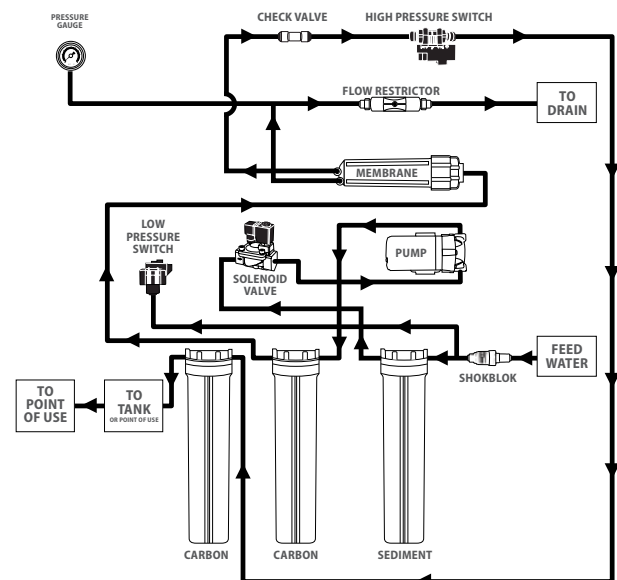 PRESSURE
GAUGE
CHECK VALVE
HIGH PRESSURE SWITCH
FLOW RESTRICTOR
TO
DRAIN
MEMBRANE
LOW
PRESSURE
SWITCH
SOLENOID
VALVE
PUMP
SHOKBLOK
FEED
WATER
TO
POINT
OF USE
TO
TANK
OR POINT OF USE
CARBON
CARBON
SEDIMENT